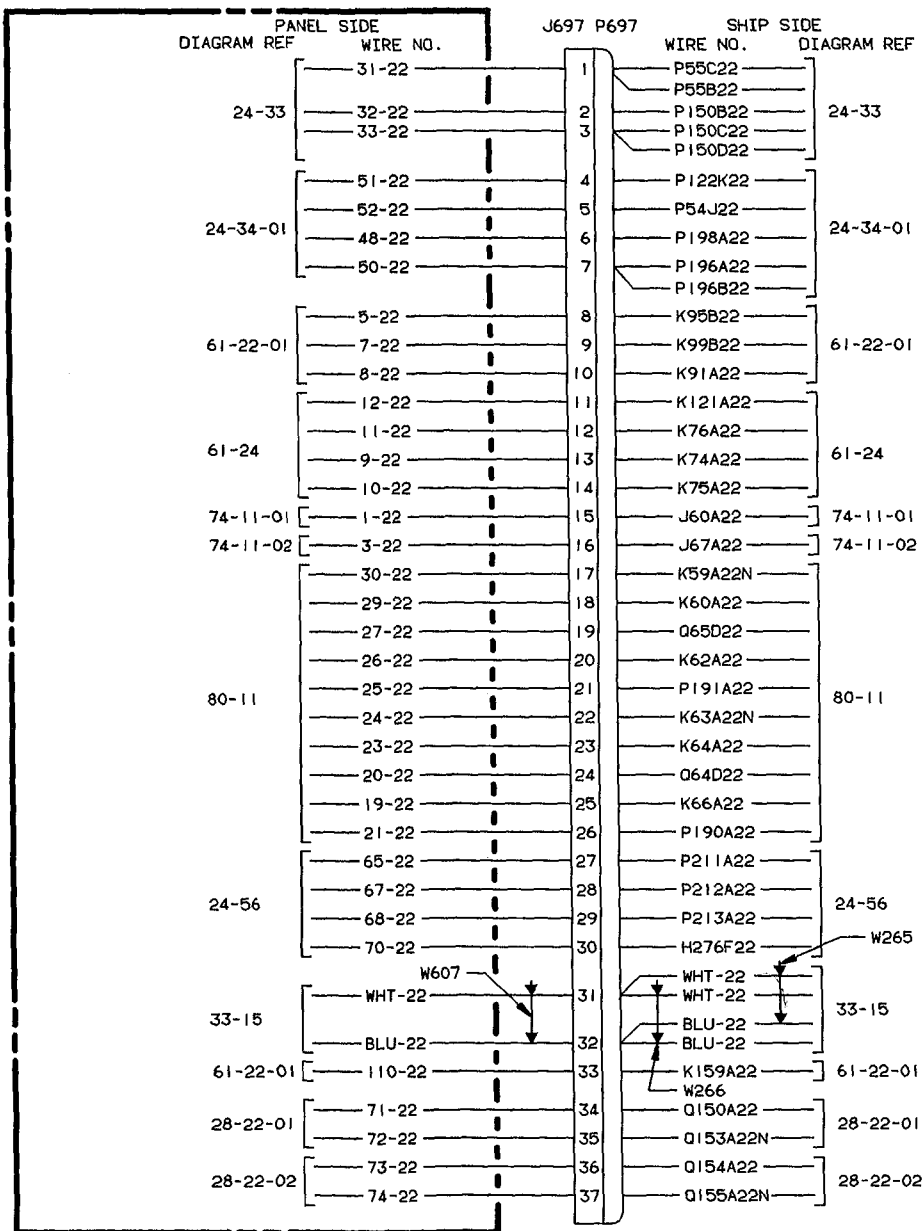 PANEL SIDE J697 P697 SHIP SIDE
DIAGRAM REF WIRE NO. WIRE NO. DIAGRAM REF
31-22 1 P55C22
P55B22
24-33 32-22 2 P150B22 24-33
33-22 3 P150C22
P150D22
51-22 4 P122K22
52-22 5 P54J22
24-34-01 48-22 6 P198A22 24-34-01
50-22 7 P196A22
P196B22
5-22 8 K95B22
61-22-01 7-22 9 K99B22 61-22-01
8-22 10 K91A22
12-22 11 K121A22
11-22 12 K76A22
61-24 9-22 13 K74A22 61-24
10-22 14 K75A22
74-11-01 1-22 15 J60A22 74-11-01
74-11-02 3-22 16 J67A22 74-11-02
30-22 17 K59A22N
29-22 18 K60A22
27-22 19 Q65D22
26-22 20 K62A22
80-11 25-22 21 P191A22 80-11
24-22 22 K63A22N
23-22 23 K64A22
20-22 24 Q64D22
19-22 25 K66A22
21-22 26 P190A22
65-22 27 P211A22
67-22 28 P212A22
24-56 68-22 29 P213A22 24-56
70-22 30 H276F22
W265
W607 WHT-22
WHT-22 31 WHT-22
33-15 BLU-22 33-15
BLU-22 32 BLU-22
61-22-01 110-22 33 K159A22 61-22-01
W266
71-22 34 Q150A22
28-22-01 28-22-01
72-22 35 Q153A22N
73-22 36 Q154A22
28-22-02 28-22-02
74-22 37 Q155A22N